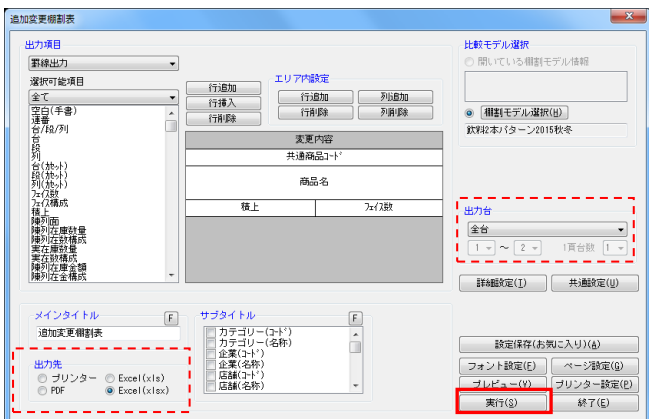 追加変更棚割表
出力項目
罫線出力
選択可能項目
全て
空白(手書)
連番
台/段/列
台
段
列
台(カセット)
段(カセット)
列(カセット)
フェイス数
フェイス構成
積上
陳列面
陳列在庫数量
陳列在数構成
実在庫数量
実在数構成
陳列在庫金額
陳列在金構成
行追加
行挿入
行削除
エリア内設定
行追加
列追加
行削除
列削除
変更内容
共通商品コード
商品名
積上
フェイス数
比較モデル選択
開いている棚割モデル情報
棚割モデル選択(H)
飲料2本パターン2015秋冬
出力台
全台
1 ~ 2 1頁台数 1
詳細設定(I)
共通設定(U)
メインタイトル F
追加変更棚割表
出力先
プリンター Excel(xls)
PDF Excel(xlsx)
サブタイトル F
カテゴリー(コード)
カテゴリー(名称)
企業(コード)
企業(名称)
店舗(コード)
店舗(名称)
設定保存(お気に入り)(A)
フォント設定(F)
ページ設定(G)
プレビュー(V)
プリンター設定(P)
実行(S)
終了(E)